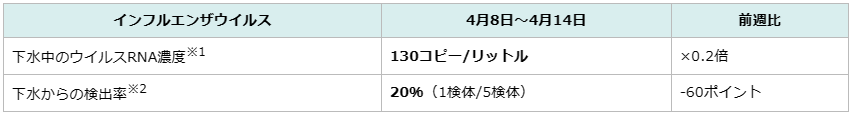 インフルエンザウイルス 4月8日～4月14日 前週比
下水中のウイルスRNA濃度※1 130コピー/リットル ×0.2倍
下水からの検出率※2 20%（1検体/5検体） -60ポイント